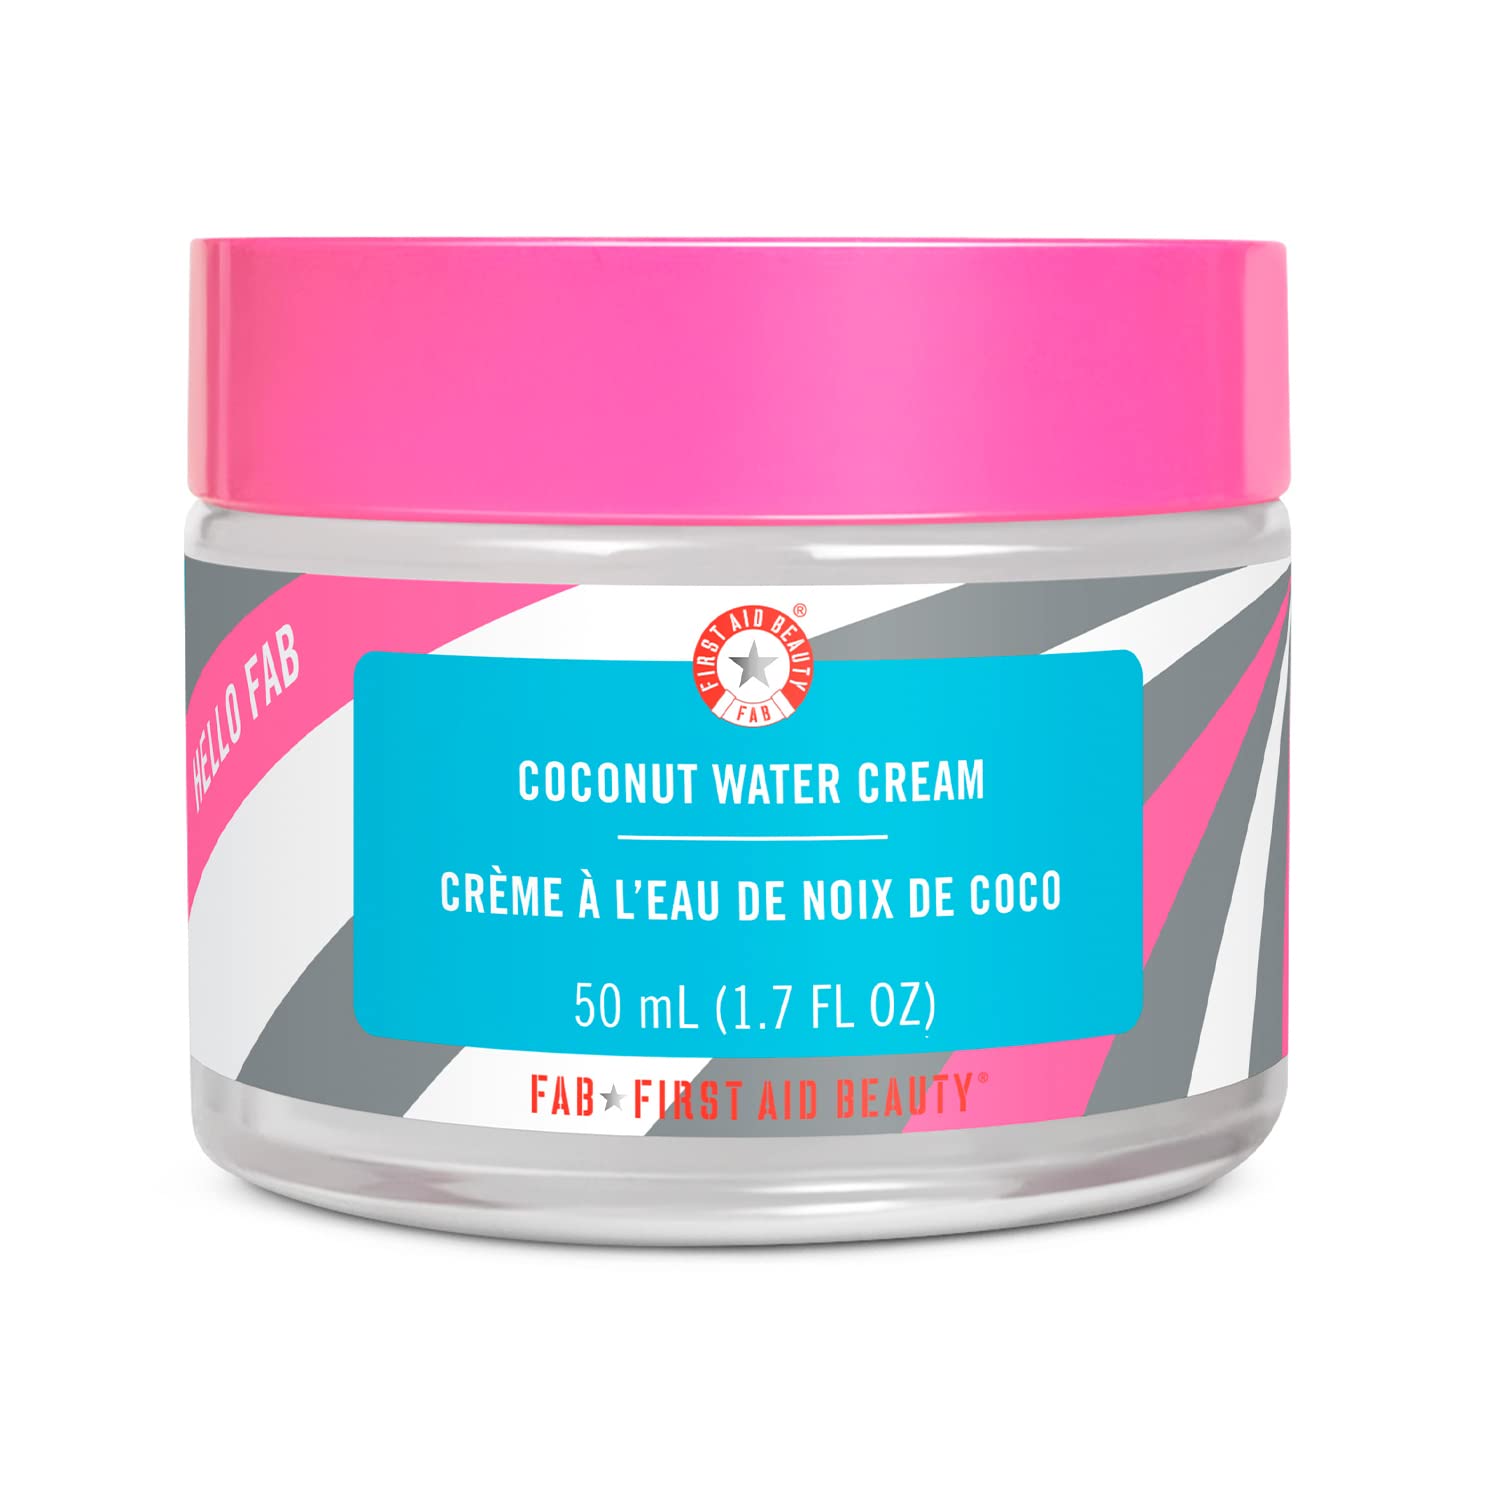 HELLO FAB
FIRST AID BEAUTY®
FAB
COCONUT WATER CREAM
CRÈME À L'EAU DE NOIX DE COCO
50 mL (1.7 FL OZ)
FAB★FIRST AID BEAUTY®